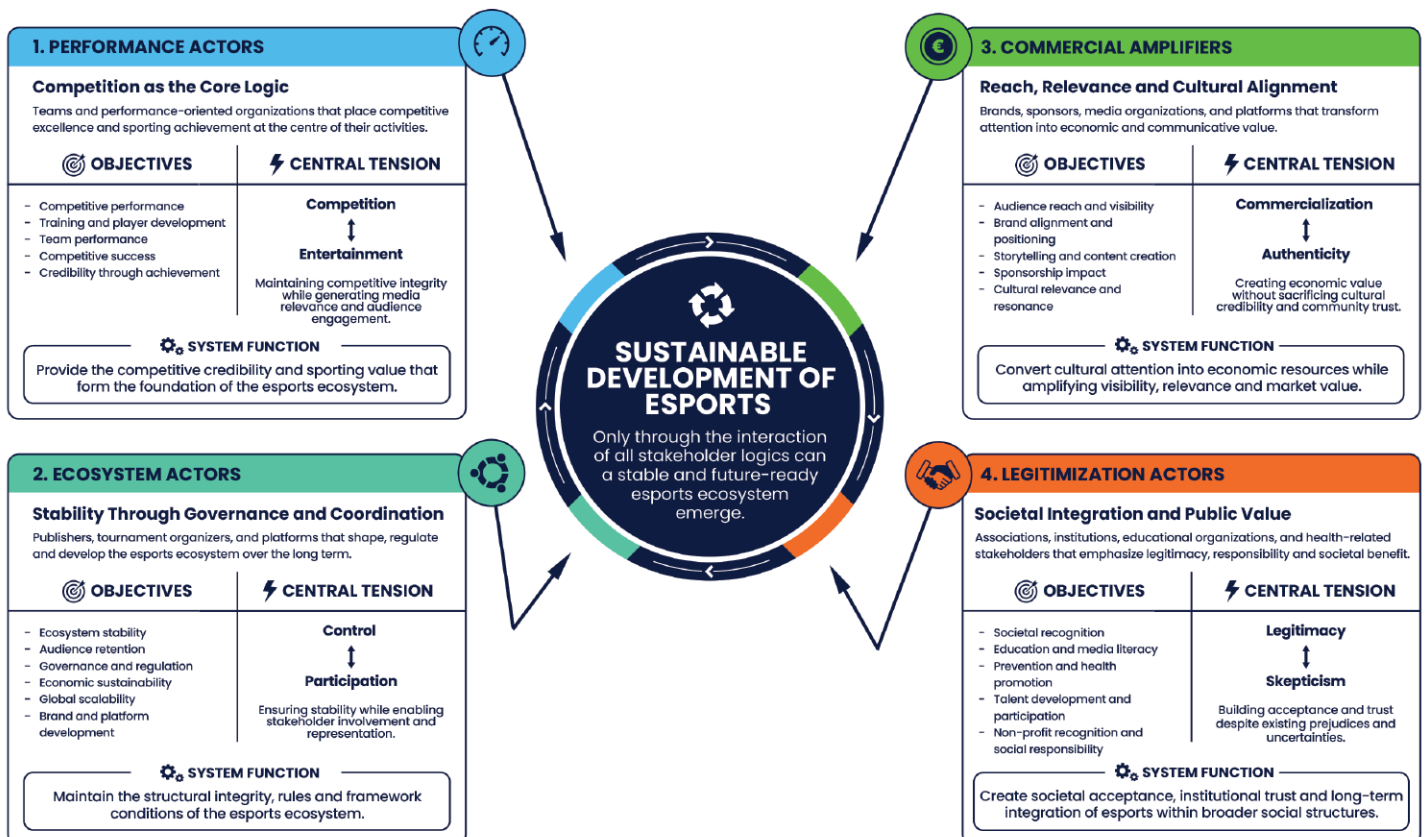 1. PERFORMANCE ACTORS
Competition as the Core Logic
Teams and performance-oriented organizations that place competitive
excellence and sporting achievement at the centre of their activities.
OBJECTIVES
- Competitive performance
- Training and player development
- Team performance
- Competitive success
- Credibility through achievement
CENTRAL TENSION
Competition
Entertainment
Maintaining competitive integrity
while generating media
relevance and audience
engagement.
SYSTEM FUNCTION
Provide the competitive credibility and sporting value that
form the foundation of the esports ecosystem.
2. ECOSYSTEM ACTORS
Stability Through Governance and Coordination
Publishers, tournament organizers, and platforms that shape, regulate
and develop the esports ecosystem over the long term.
OBJECTIVES
- Ecosystem stability
- Audience retention
- Governance and regulation
- Economic sustainability
- Global scalability
- Brand and platform
development
CENTRAL TENSION
Control
Participation
Ensuring stability while enabling
stakeholder involvement and
representation.
SYSTEM FUNCTION
Maintain the structural integrity, rules and framework
conditions of the esports ecosystem.
SUSTAINABLE
DEVELOPMENT OF
ESPORTS
Only through the interaction
of all stakeholder logics can
a stable and future-ready
esports ecosystem
emerge.
€
3. COMMERCIAL AMPLIFIERS
Reach, Relevance and Cultural Alignment
Brands, sponsors, media organizations, and platforms that transform
attention into economic and communicative value.
OBJECTIVES
- Audience reach and visibility
- Brand alignment and
positioning
- Storytelling and content creation
- Sponsorship impact
- Cultural relevance and
resonance
CENTRAL TENSION
Commercialization
Authenticity
Creating economic value
without sacrificing cultural
credibility and community trust.
SYSTEM FUNCTION
Convert cultural attention into economic resources while
amplifying visibility, relevance and market value.
4. LEGITIMIZATION ACTORS
Societal Integration and Public Value
Associations, institutions, educational organizations, and health-related
stakeholders that emphasize legitimacy, responsibility and societal benefit.
OBJECTIVES
- Societal recognition
- Education and media literacy
- Prevention and health
promotion
- Talent development and
participation
- Non-profit recognition and
social responsibility
CENTRAL TENSION
Legitimacy
Skepticism
Building acceptance and trust
despite existing prejudices and
uncertainties.
SYSTEM FUNCTION
Create societal acceptance, institutional trust and long-term
integration of esports within broader social structures.